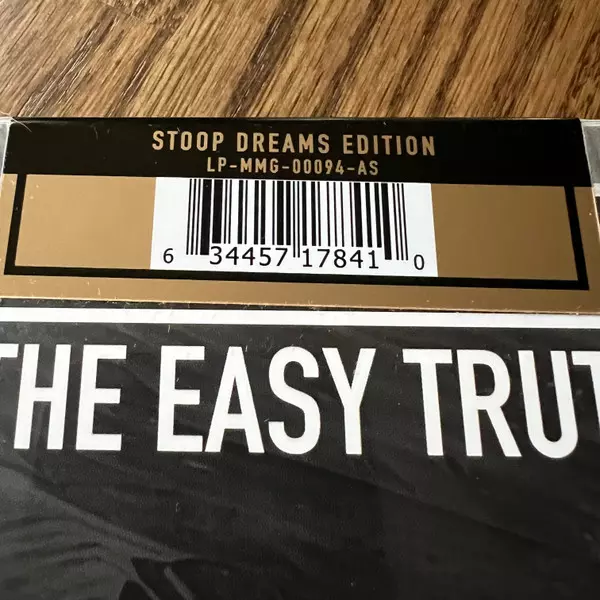 STOOP DREAMS EDITION
LP-MMG-00094-AS
6 34457 17841 0
THE EASY TRUT